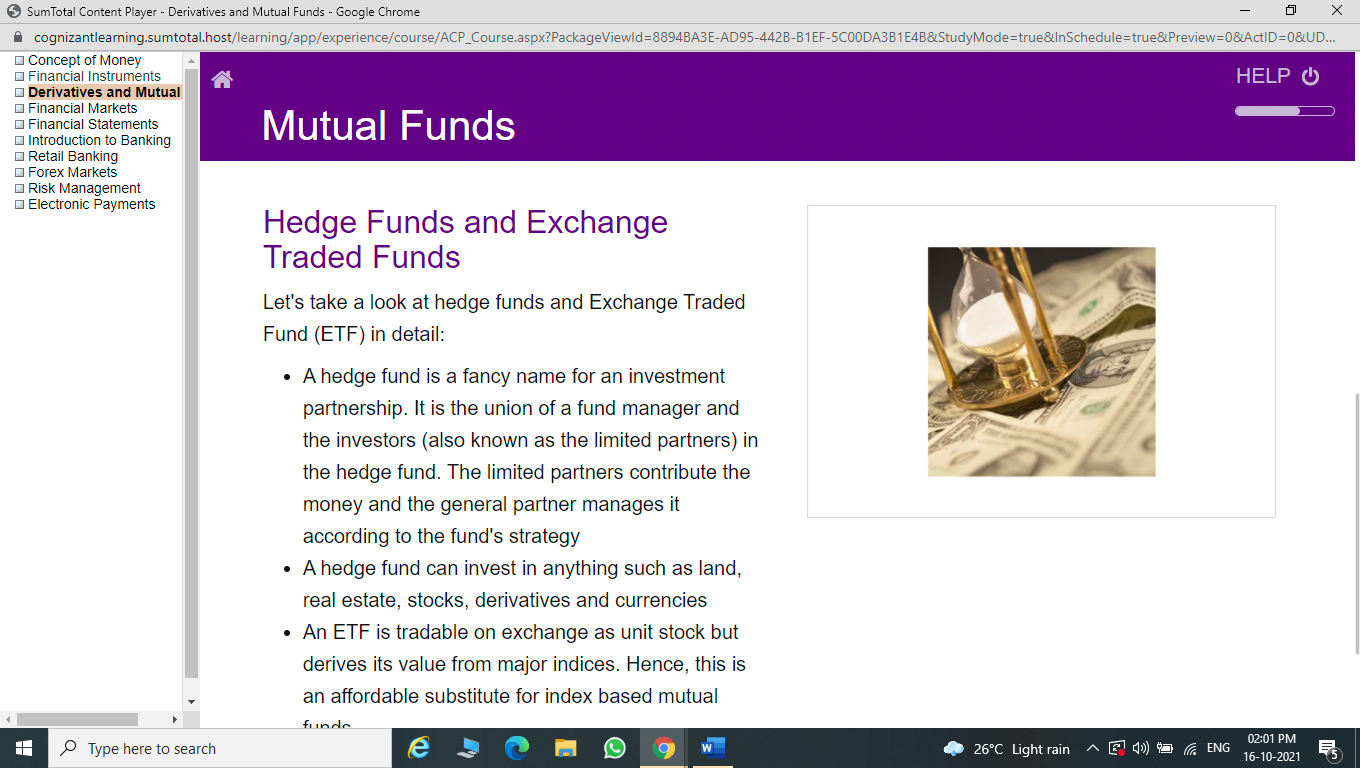 SumTotal Content Player - Derivatives and Mutual Funds - Google Chrome
cognizantlearning.sumtotal.host/learning/app/experience/course/ACP_Course.aspx?PackageViewId=8894BA3E-AD95-442B-B1EF-5C00DA3B1E4B&StudyMode=true&InSchedule=true&Preview=0&ActID=0&UD...
Concept of Money
Financial Instruments
Derivatives and Mutual
Financial Markets
Financial Statements
Introduction to Banking
Retail Banking
Forex Markets
Risk Management
Electronic Payments
HELP
Mutual Funds
Hedge Funds and Exchange
Traded Funds
Let's take a look at hedge funds and Exchange Traded
Fund (ETF) in detail:
• A hedge fund is a fancy name for an investment
partnership. It is the union of a fund manager and
the investors (also known as the limited partners) in
the hedge fund. The limited partners contribute the
money and the general partner manages it
according to the fund's strategy
• A hedge fund can invest in anything such as land,
real estate, stocks, derivatives and currencies
• An ETF is tradable on exchange as unit stock but
derives its value from major indices. Hence, this is
an affordable substitute for index based mutual
funds
Type here to search
26°C Light rain
ENG
02:01 PM
16-10-2021
5